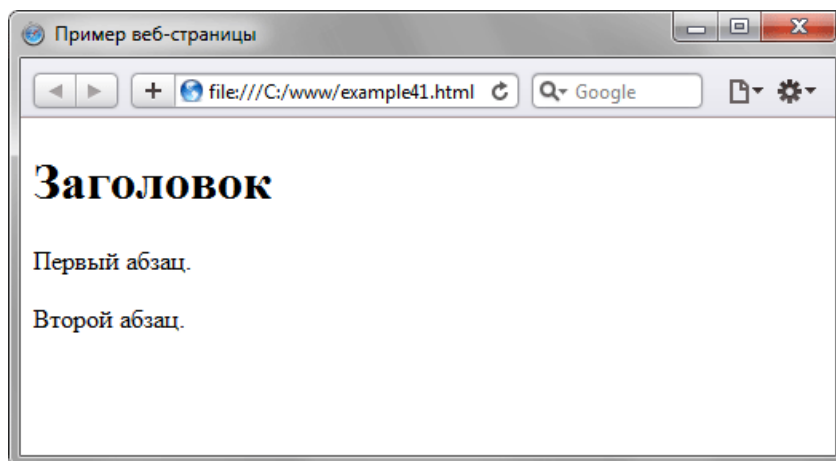 Пример веб-страницы
file:///C:/www/example41.html Google
Заголовок
Первый абзац.
Второй абзац.